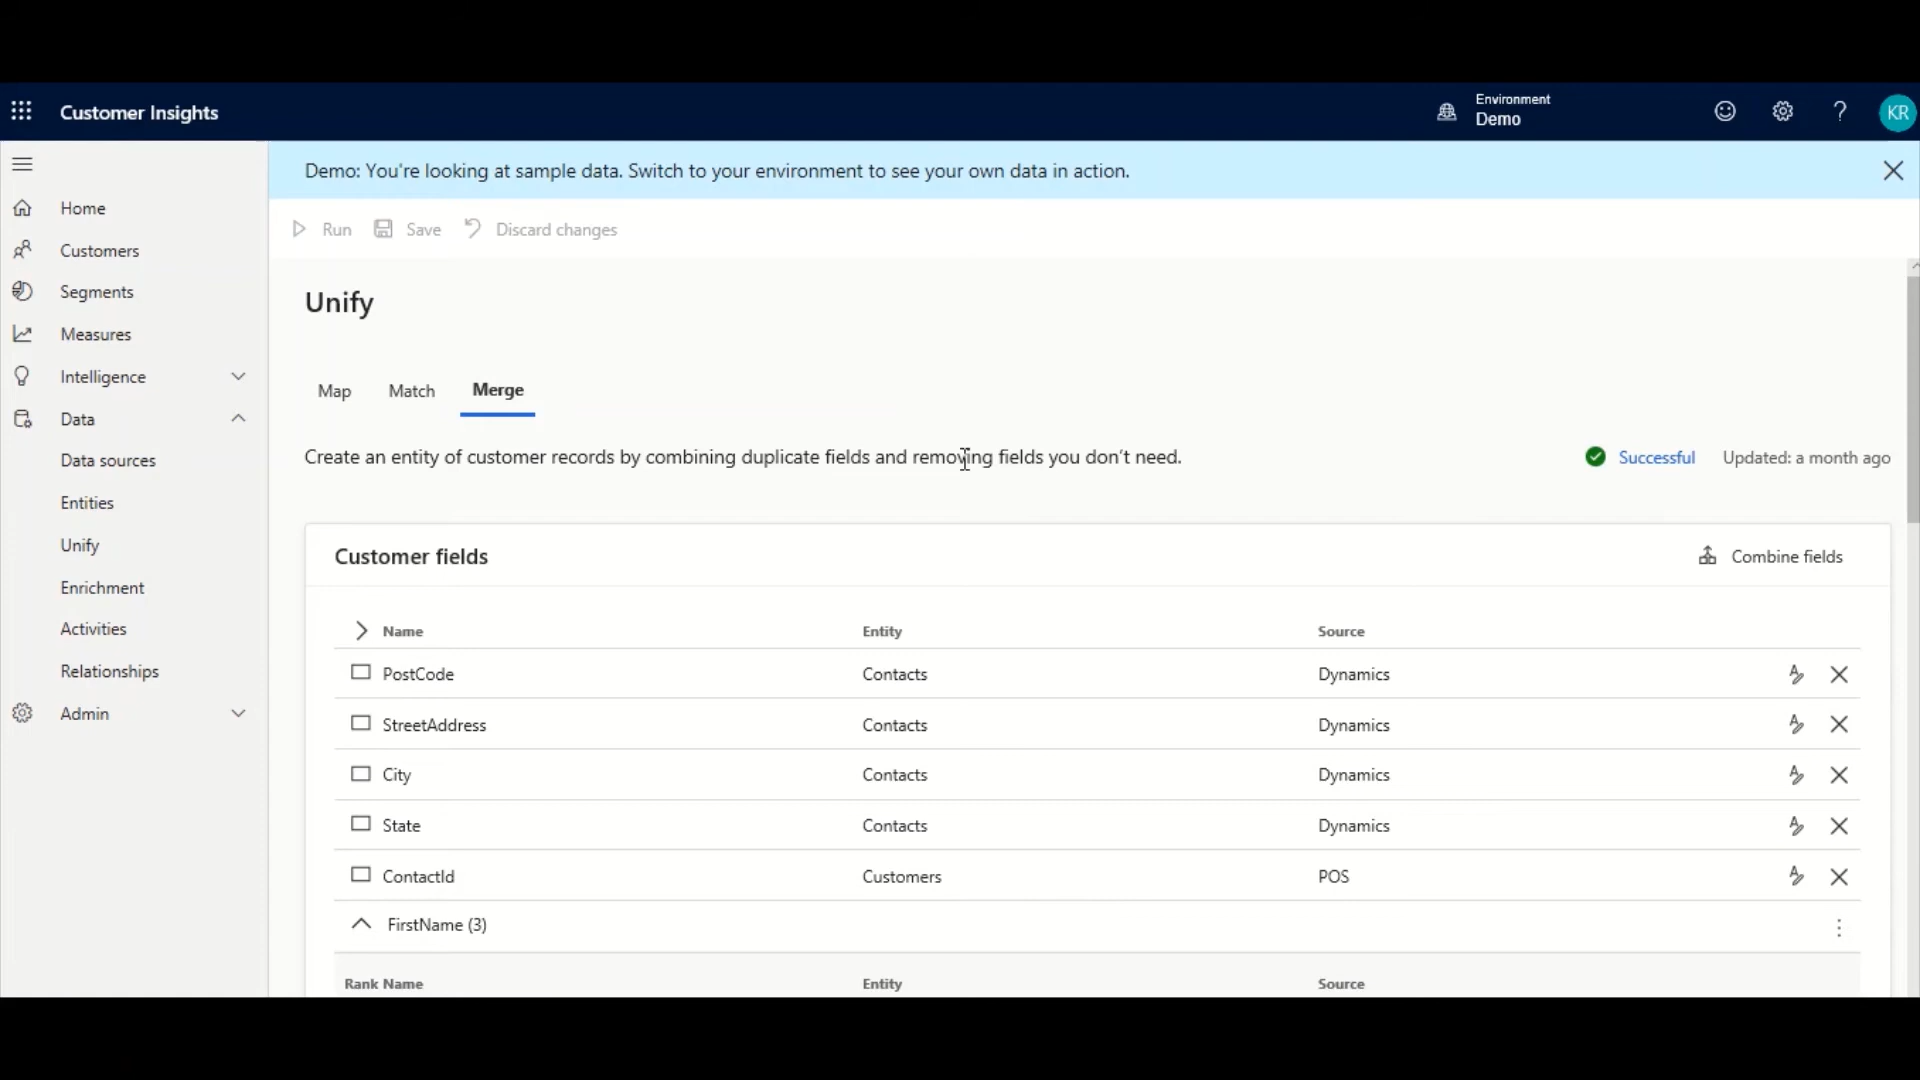 Customer Insights
Environment
Demo
?
KR
Demo: You're looking at sample data. Switch to your environment to see your own data in action.
Run Save Discard changes
Home
Customers
Segments
Measures
Intelligence
Data
Data sources
Entities
Unify
Enrichment
Activities
Relationships
Admin
Unify
Map Match Merge
Create an entity of customer records by combining duplicate fields and removing fields you don't need.
Successful Updated: a month ago
Customer fields Combine fields
Name Entity Source
PostCode Contacts Dynamics
StreetAddress Contacts Dynamics
City Contacts Dynamics
State Contacts Dynamics
ContactId Customers POS
FirstName (3)
Rank Name Entity Source